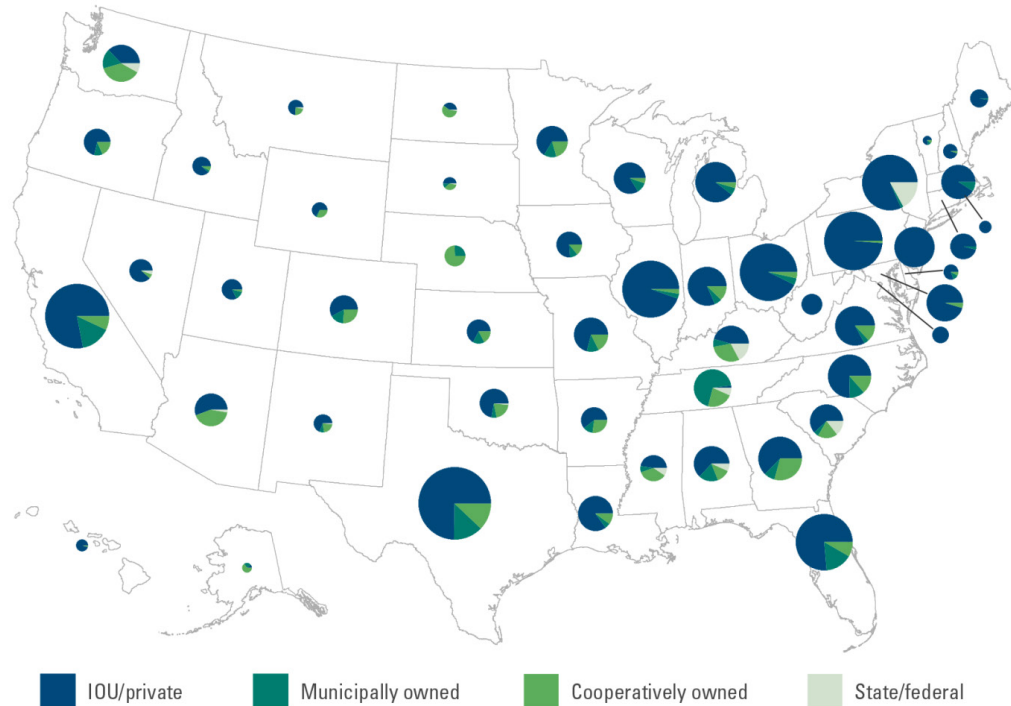 IOU/private
Municipally owned
Cooperatively owned
State/federal